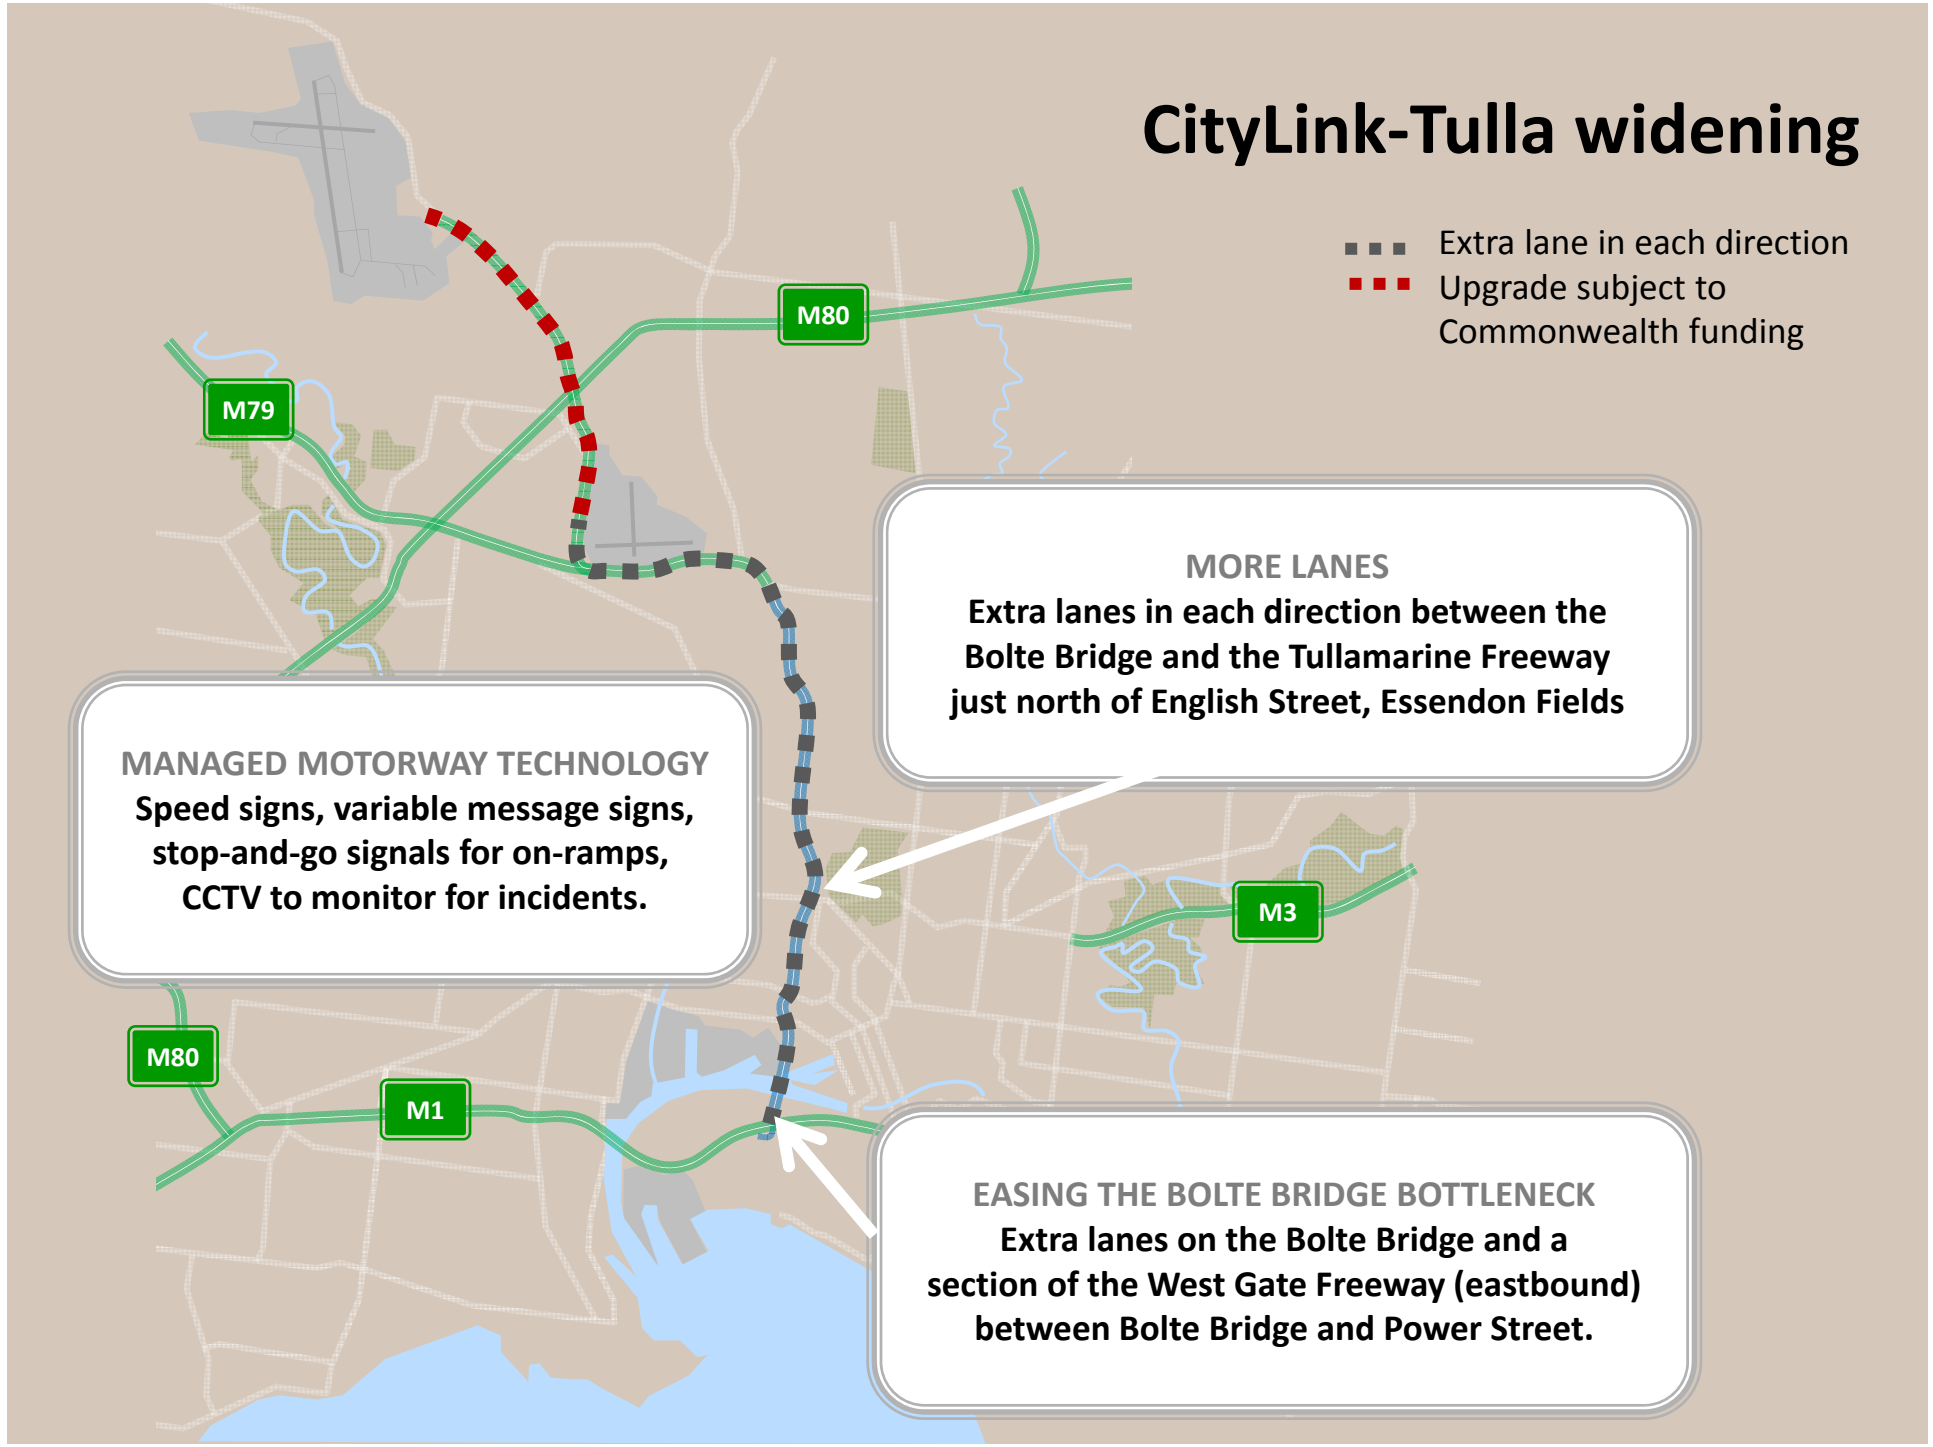 CityLink-Tulla widening
Extra lane in each direction
Upgrade subject to
Commonwealth funding
M80
M79
MORE LANES
Extra lanes in each direction between the
Bolte Bridge and the Tullamarine Freeway
just north of English Street, Essendon Fields
MANAGED MOTORWAY TECHNOLOGY
Speed signs, variable message signs,
stop-and-go signals for on-ramps,
CCTV to monitor for incidents.
M3
M80
M1
EASING THE BOLTE BRIDGE BOTTLENECK
Extra lanes on the Bolte Bridge and a
section of the West Gate Freeway (eastbound)
between Bolte Bridge and Power Street.